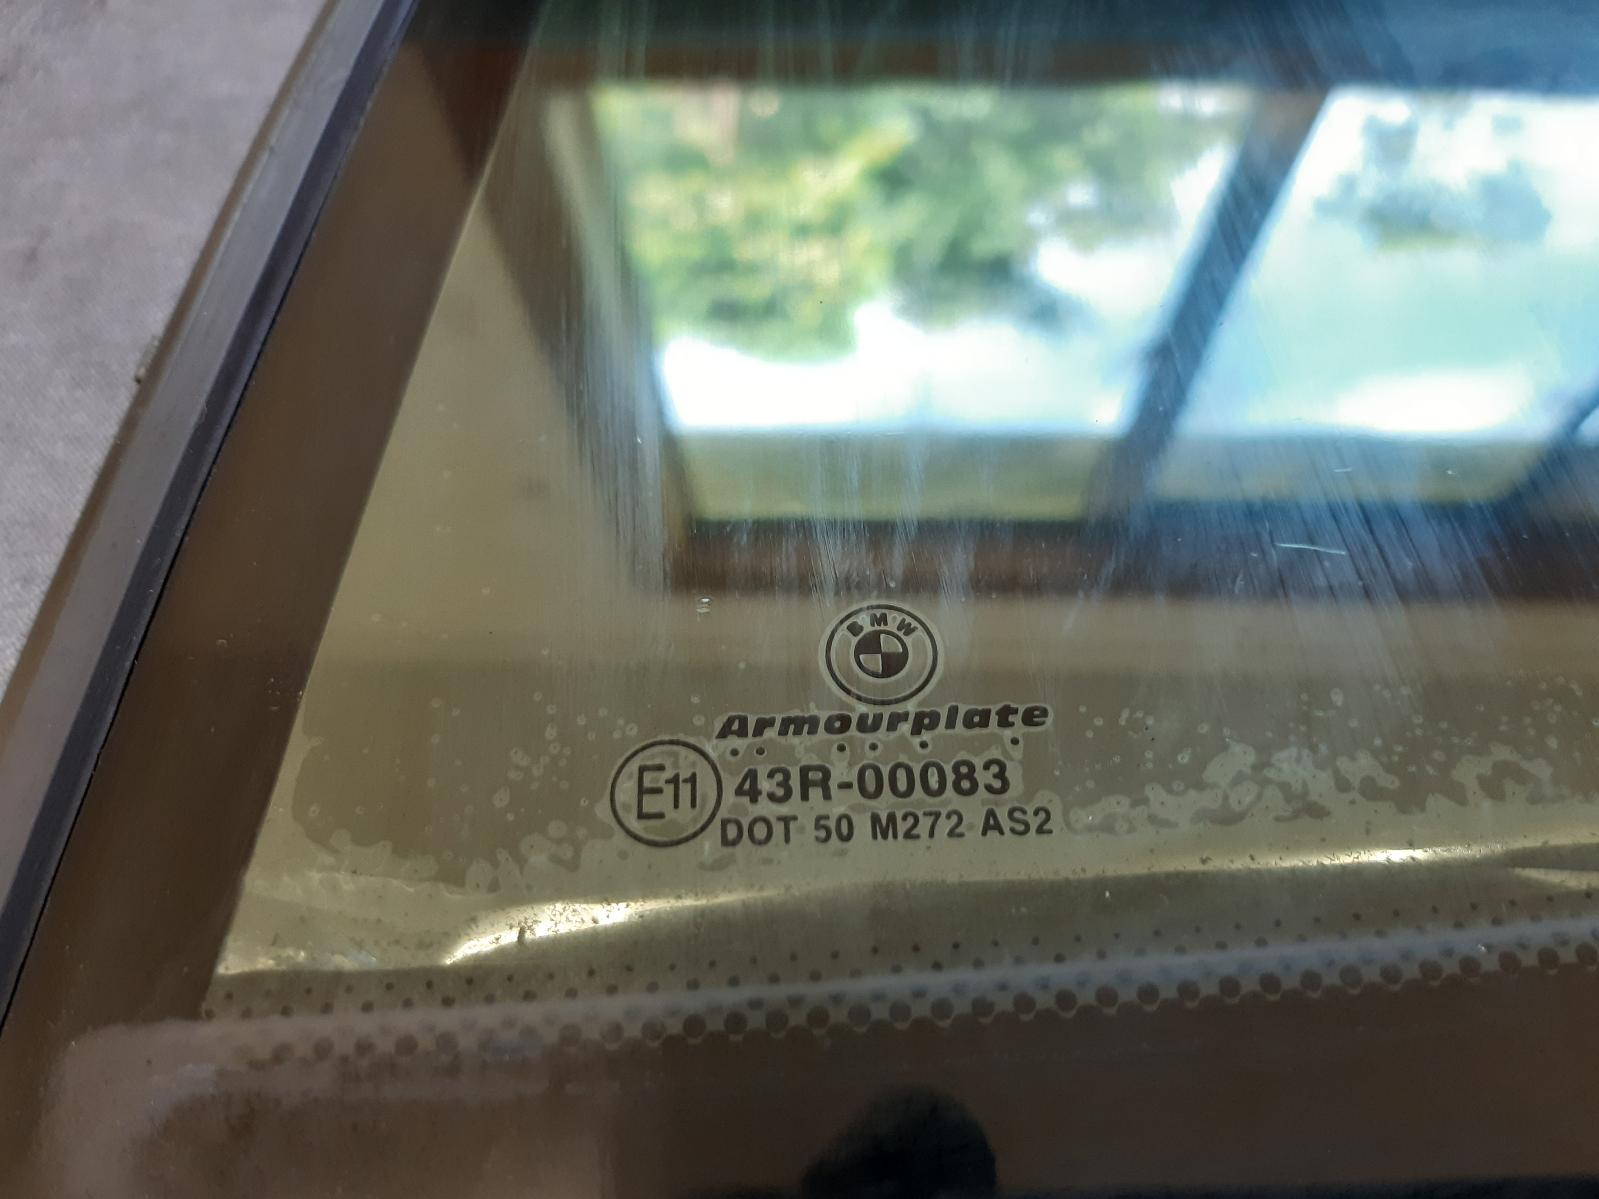 BMW
Armourplate
E11 43R-00083
DOT 50 M272 AS2